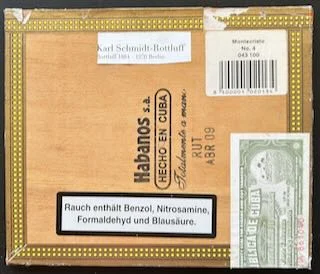 Karl Schmidt-Rottluff
Rottluff 1884 - 1976 Berlin
Montecristo
No. 4
043 100
Habanos s.a.
HECHO EN CUBA
Totalmente a mano
RUT
ABR 09
Rauch enthält Benzol, Nitrosamine,
Formaldehyd und Blausäure.
BLICA DE CUBA